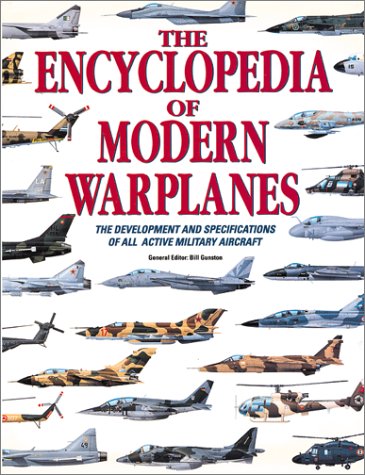 THE
ENCYCLOPEDIA
OF
MODERN
WARPLANES
THE DEVELOPMENT AND SPECIFICATIONS
OF ALL ACTIVE MILITARY AIRCRAFT
General Editor: Bill Gunston